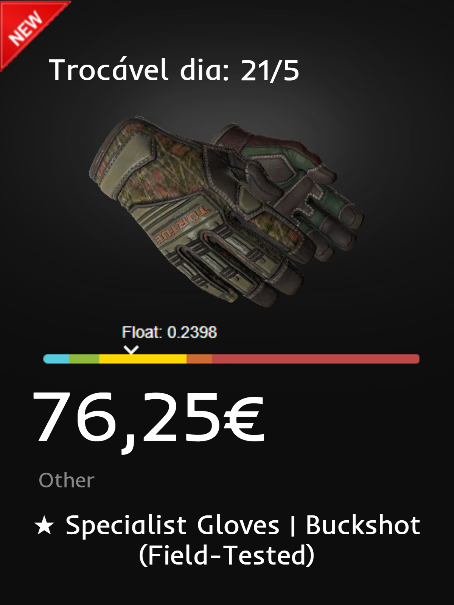 NEW
Trocável dia: 21/5
Float: 0.2398
76,25€
Other
★ Specialist Gloves | Buckshot
(Field-Tested)